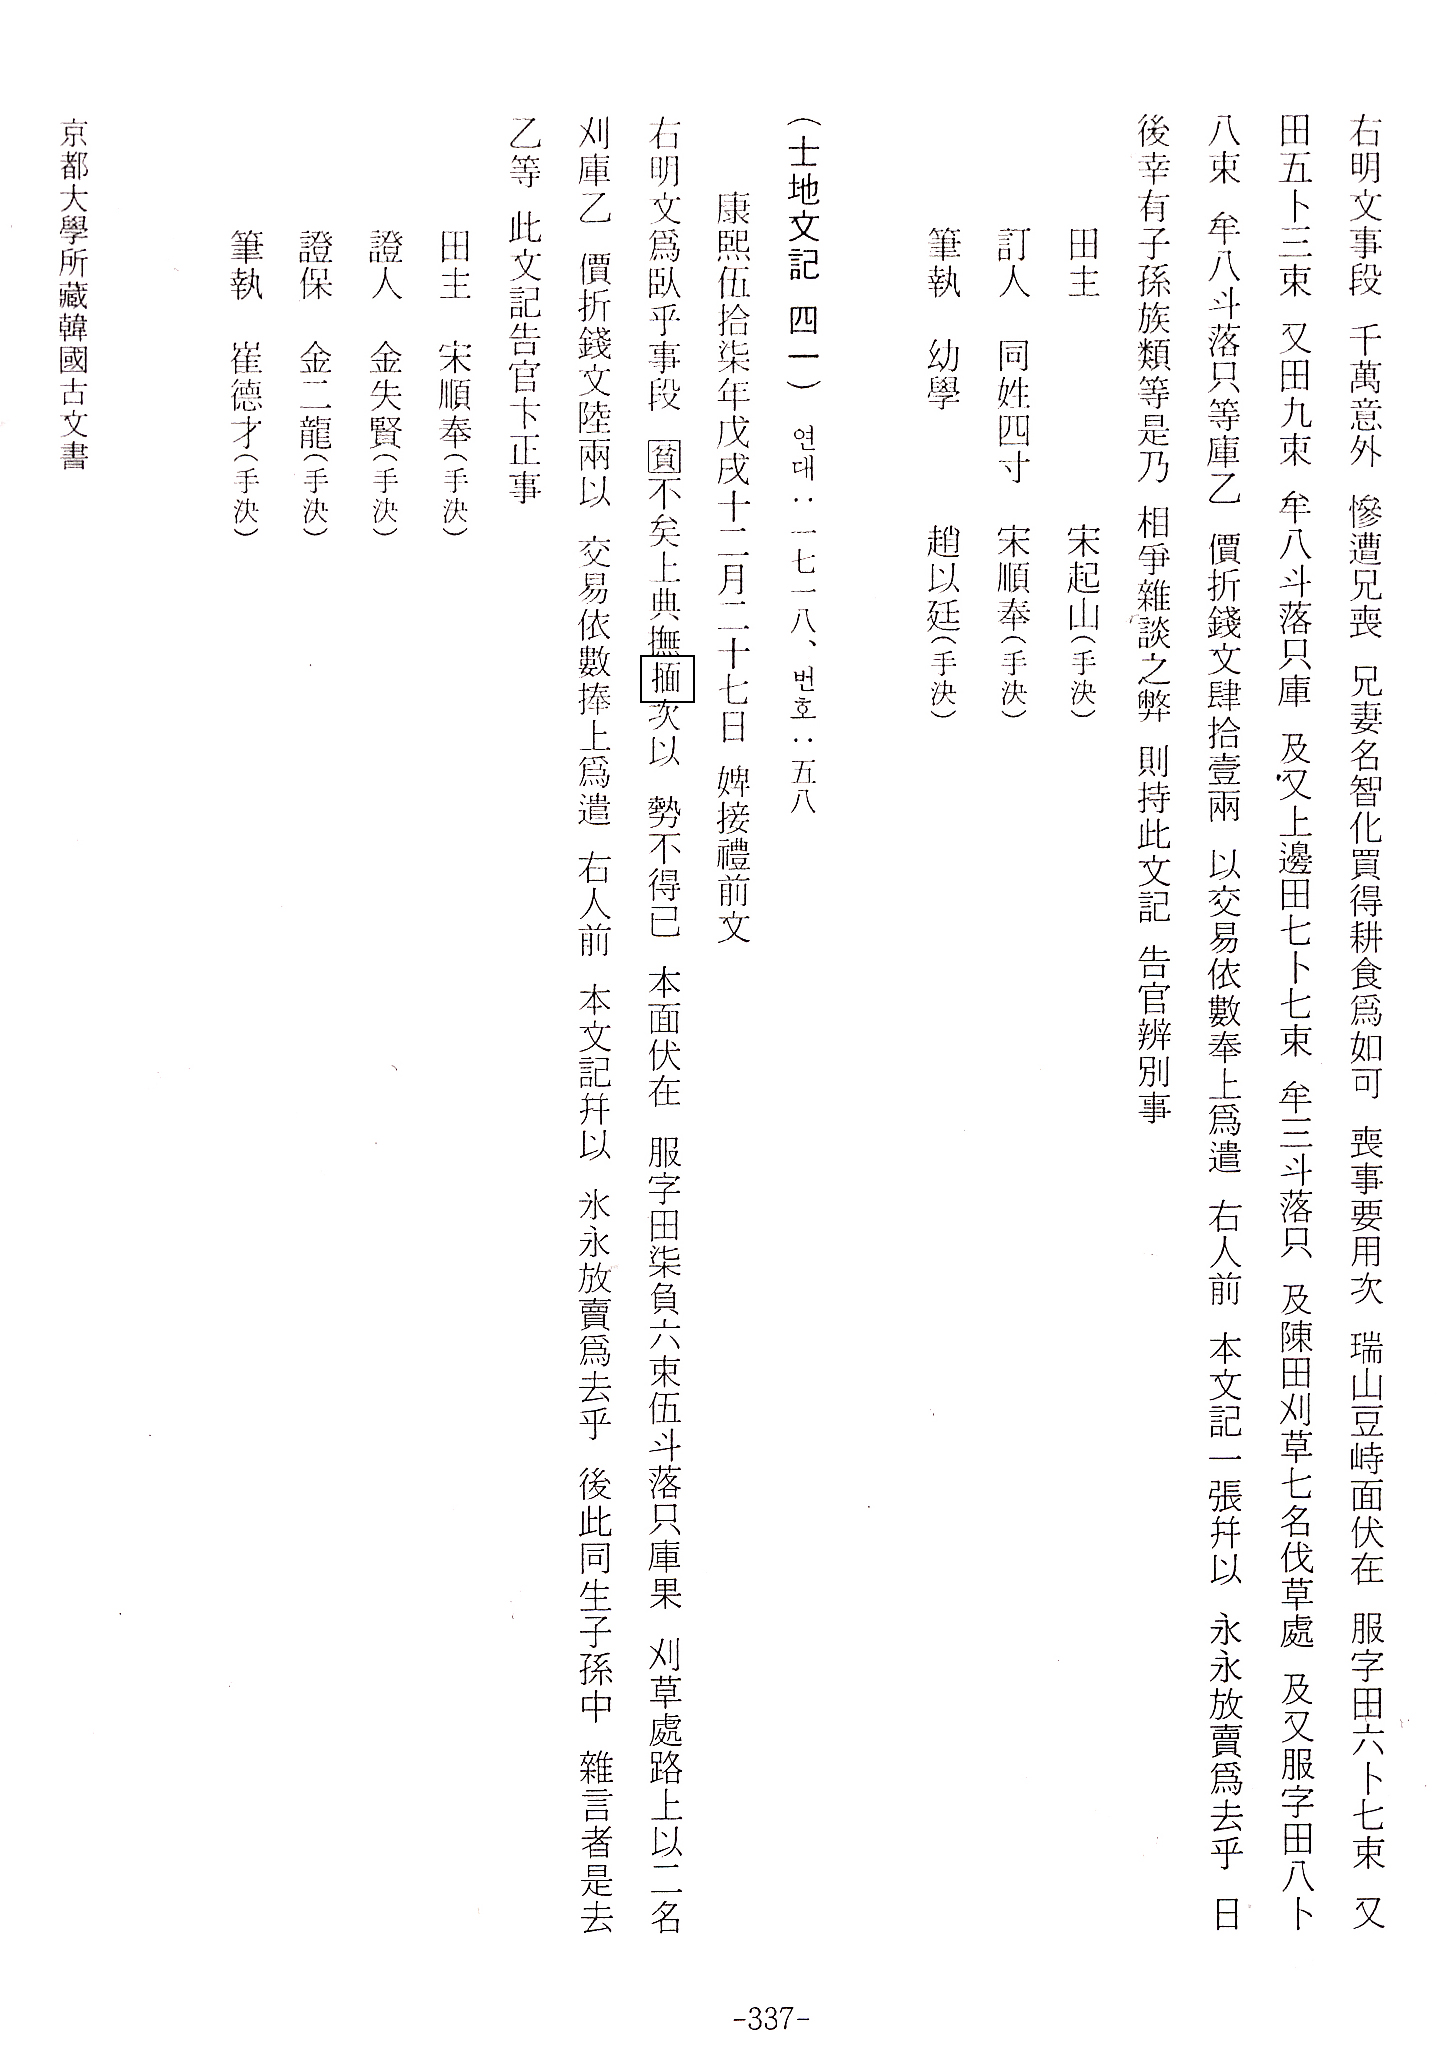 右明文事段 千萬意外 慘遭兄喪 兄妻名智化買得耕食爲如可 喪事要用次 瑞山豆峙面伏在 服字田六卜七束 又
田五卜三束 又田九束 牟八斗落只庫 及又上邊田七卜七束 牟三斗落只 及陳田刈草七名伐草處 及又服字田八卜
八束 牟八斗落只等庫乙 價折錢文肆拾壹兩 以交易依數奉上爲遣 右人前 本文記一張幷以 永永放賣爲去乎 日
後幸有子孫族類等是乃 相爭雜談之弊 則持此文記 告官辨別事
田主 宋起山(手決)
訂人 同姓四寸 宋順奉(手決)
筆執 幼學 趙以廷(手決)
(土地文記 四一) 연대:一七一八、번호:五八
康熙伍拾柒年戊戌十二月二十七日 婢接禮前文
右明文爲臥乎事段 貧不矣上典撫緬次以 勢不得已 本面伏在 服字田柒負六束伍斗落只庫果 刈草處路上以二名
刈庫乙 價折錢文陸兩以 交易依數捧上爲遣 右人前 本文記幷以 永永放賣爲去乎 後此同生子孫中 雜言者是去
乙等 此文記告官卞正事
田主 宋順奉(手決)
證人 金失賢(手決)
證保 金二龍(手決)
筆執 崔德才(手決)
京都大學所藏韓國古文書
-337-